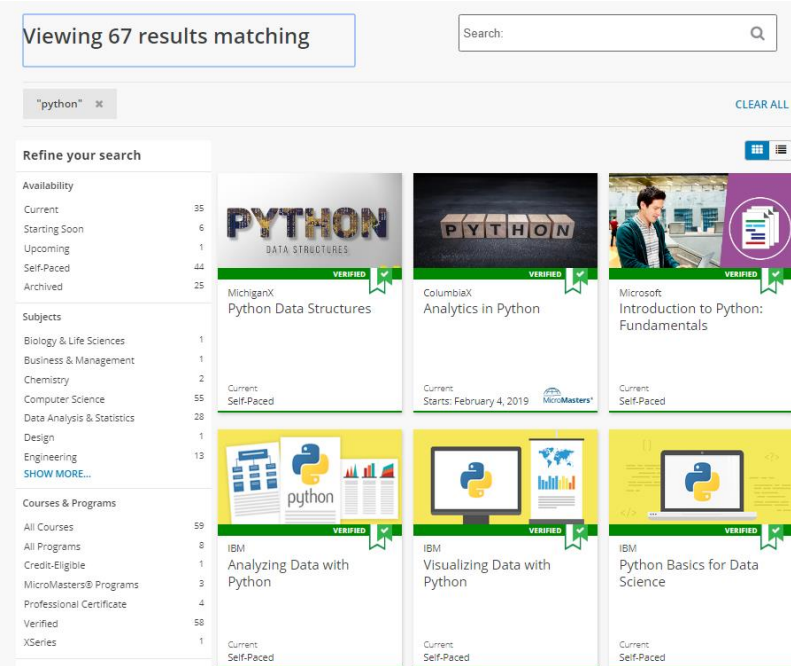 Viewing 67 results matching
Search:
"python" ×
CLEAR ALL
Refine your search
Availability
Current 35
Starting Soon 6
Upcoming 1
Self-Paced 44
Archived 25
Subjects
Biology & Life Sciences 1
Business & Management 1
Chemistry 2
Computer Science 55
Data Analysis & Statistics 28
Design 1
Engineering 13
SHOW MORE...
Courses & Programs
All Courses 59
All Programs 8
Credit-Eligible 1
MicroMasters® Programs 3
Professional Certificate 4
Verified 58
XSeries 1
PYTHON
DATA STRUCTURES
VERIFIED
MichiganX
Python Data Structures
Current
Self-Paced
PYTHON
VERIFIED
ColumbiaX
Analytics in Python
Current
Starts: February 4, 2019
MicroMasters®
VERIFIED
Microsoft
Introduction to Python:
Fundamentals
Current
Self-Paced
python
VERIFIED
IBM
Analyzing Data with
Python
Current
Self-Paced
VERIFIED
IBM
Visualizing Data with
Python
Current
Self-Paced
VERIFIED
IBM
Python Basics for Data
Science
Current
Self-Paced